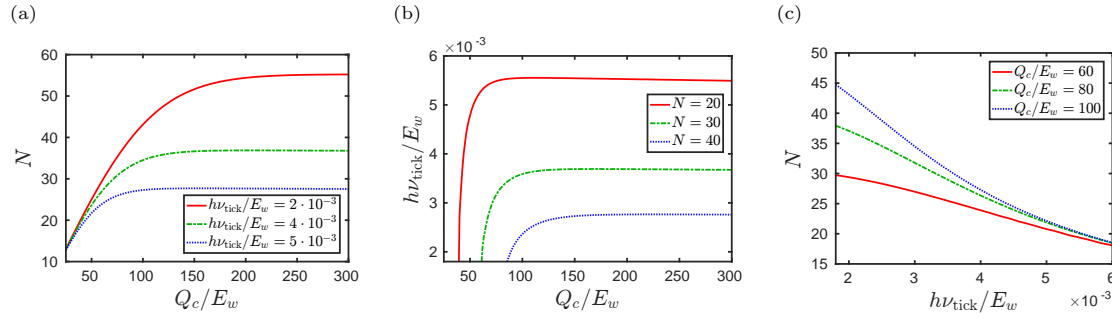 (a)
60
50
40
30
20
10
N
50 100 150 200 250 300
Q_c/E_w
hν_tick/E_w = 2 · 10⁻³
hν_tick/E_w = 4 · 10⁻³
hν_tick/E_w = 5 · 10⁻³
(b)
×10⁻³
6
5
4
3
2
hν_tick/E_w
50 100 150 200 250 300
Q_c/E_w
N = 20
N = 30
N = 40
(c)
50
45
40
35
30
25
20
15
N
2 3 4 5 6
×10⁻³
hν_tick/E_w
Q_c/E_w = 60
Q_c/E_w = 80
Q_c/E_w = 100